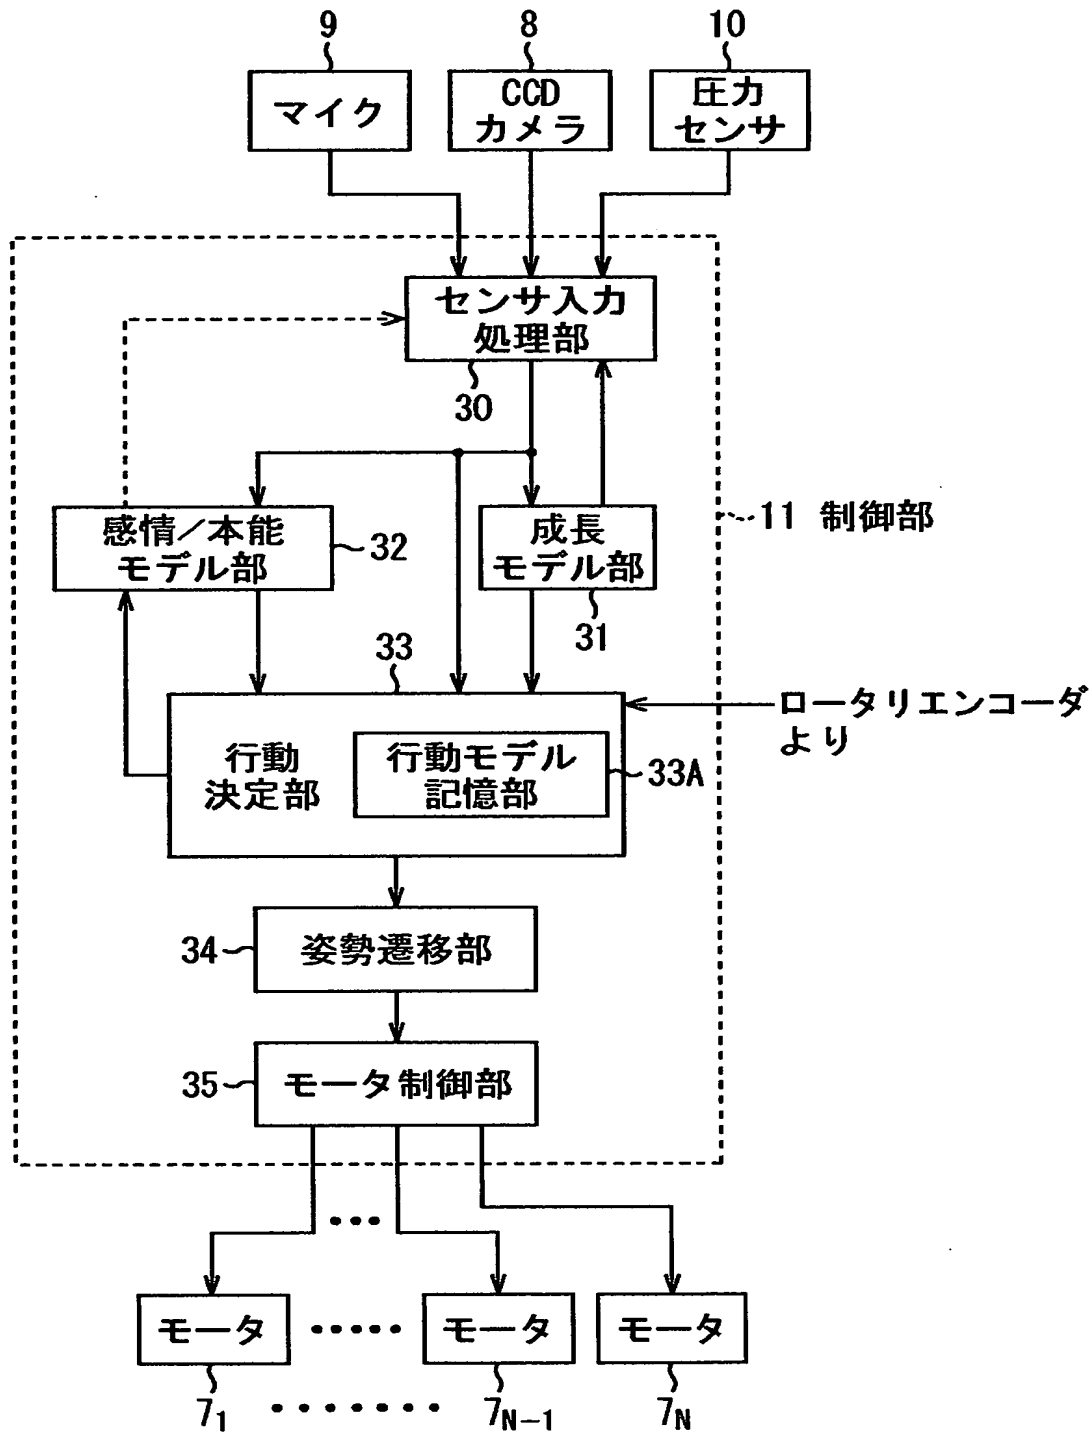 9
8
10
マイク
CCD
カメラ
圧力
センサ
センサ入力
処理部
30
感情／本能
モデル部
32
成長
モデル部
31
11 制御部
33
行動
決定部
行動モデル
記憶部
33A
ロータリエンコーダ
より
34
姿勢遷移部
35
モータ制御部
モータ
モータ
モータ
7₁
7N−1
7N